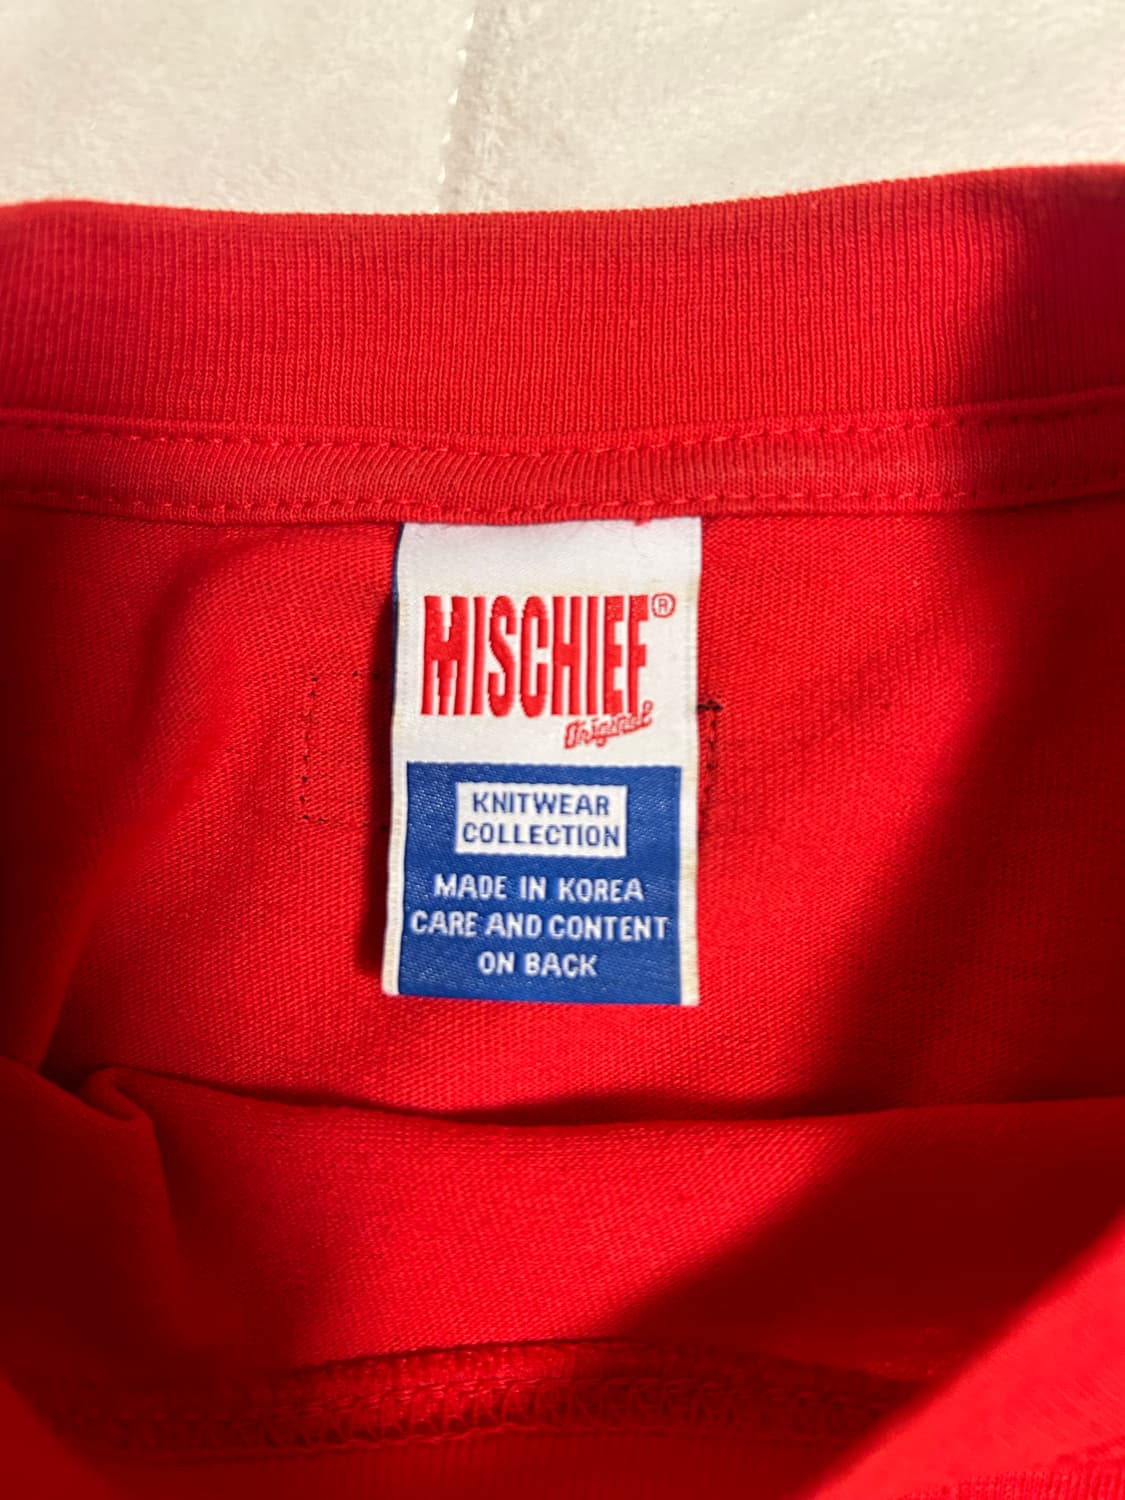 MISCHIEF®
Original
KNITWEAR
COLLECTION
MADE IN KOREA
CARE AND CONTENT
ON BACK